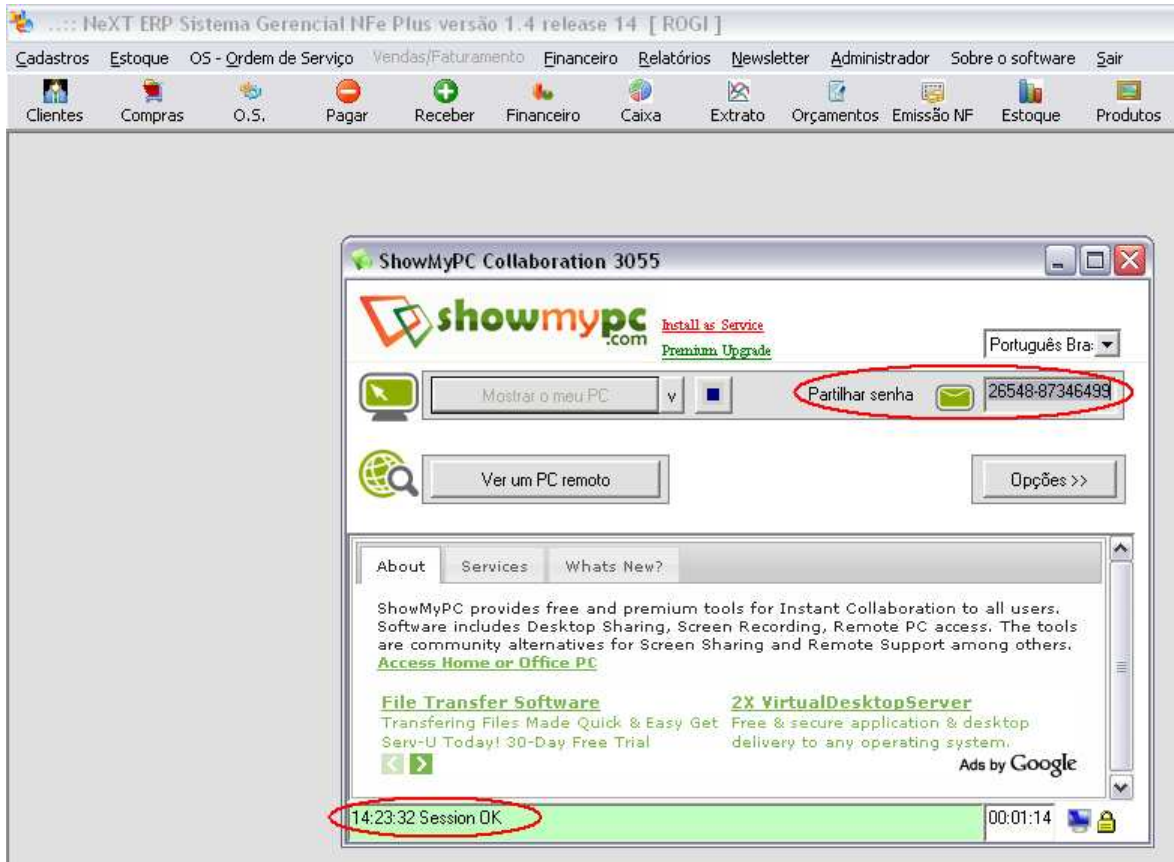 ..::: NeXT ERP Sistema Gerencial NFe Plus versão 1.4 release 14 [ ROGI ]
Cadastros Estoque OS - Ordem de Serviço Vendas/Faturamento Financeiro Relatórios Newsletter Administrador Sobre o software Sair
Clientes Compras O.S. Pagar Receber Financeiro Caixa Extrato Orçamentos Emissão NF Estoque Produtos
ShowMyPC Collaboration 3055
showmypc
.com
Install as Service
Premium Upgrade
Português Bra
Mostrar o meu PC v Partilhar senha 26548-87346499
Ver um PC remoto Opções >>
About Services Whats New?
ShowMyPC provides free and premium tools for Instant Collaboration to all users.
Software includes Desktop Sharing, Screen Recording, Remote PC access. The tools
are community alternatives for Screen Sharing and Remote Support among others.
Access Home or Office PC
File Transfer Software
Transfering Files Made Quick & Easy Get
Serv-U Today! 30-Day Free Trial
2X VirtualDesktopServer
Free & secure application & desktop
delivery to any operating system.
Ads by Google
14:23:32 Session OK 00:01:14